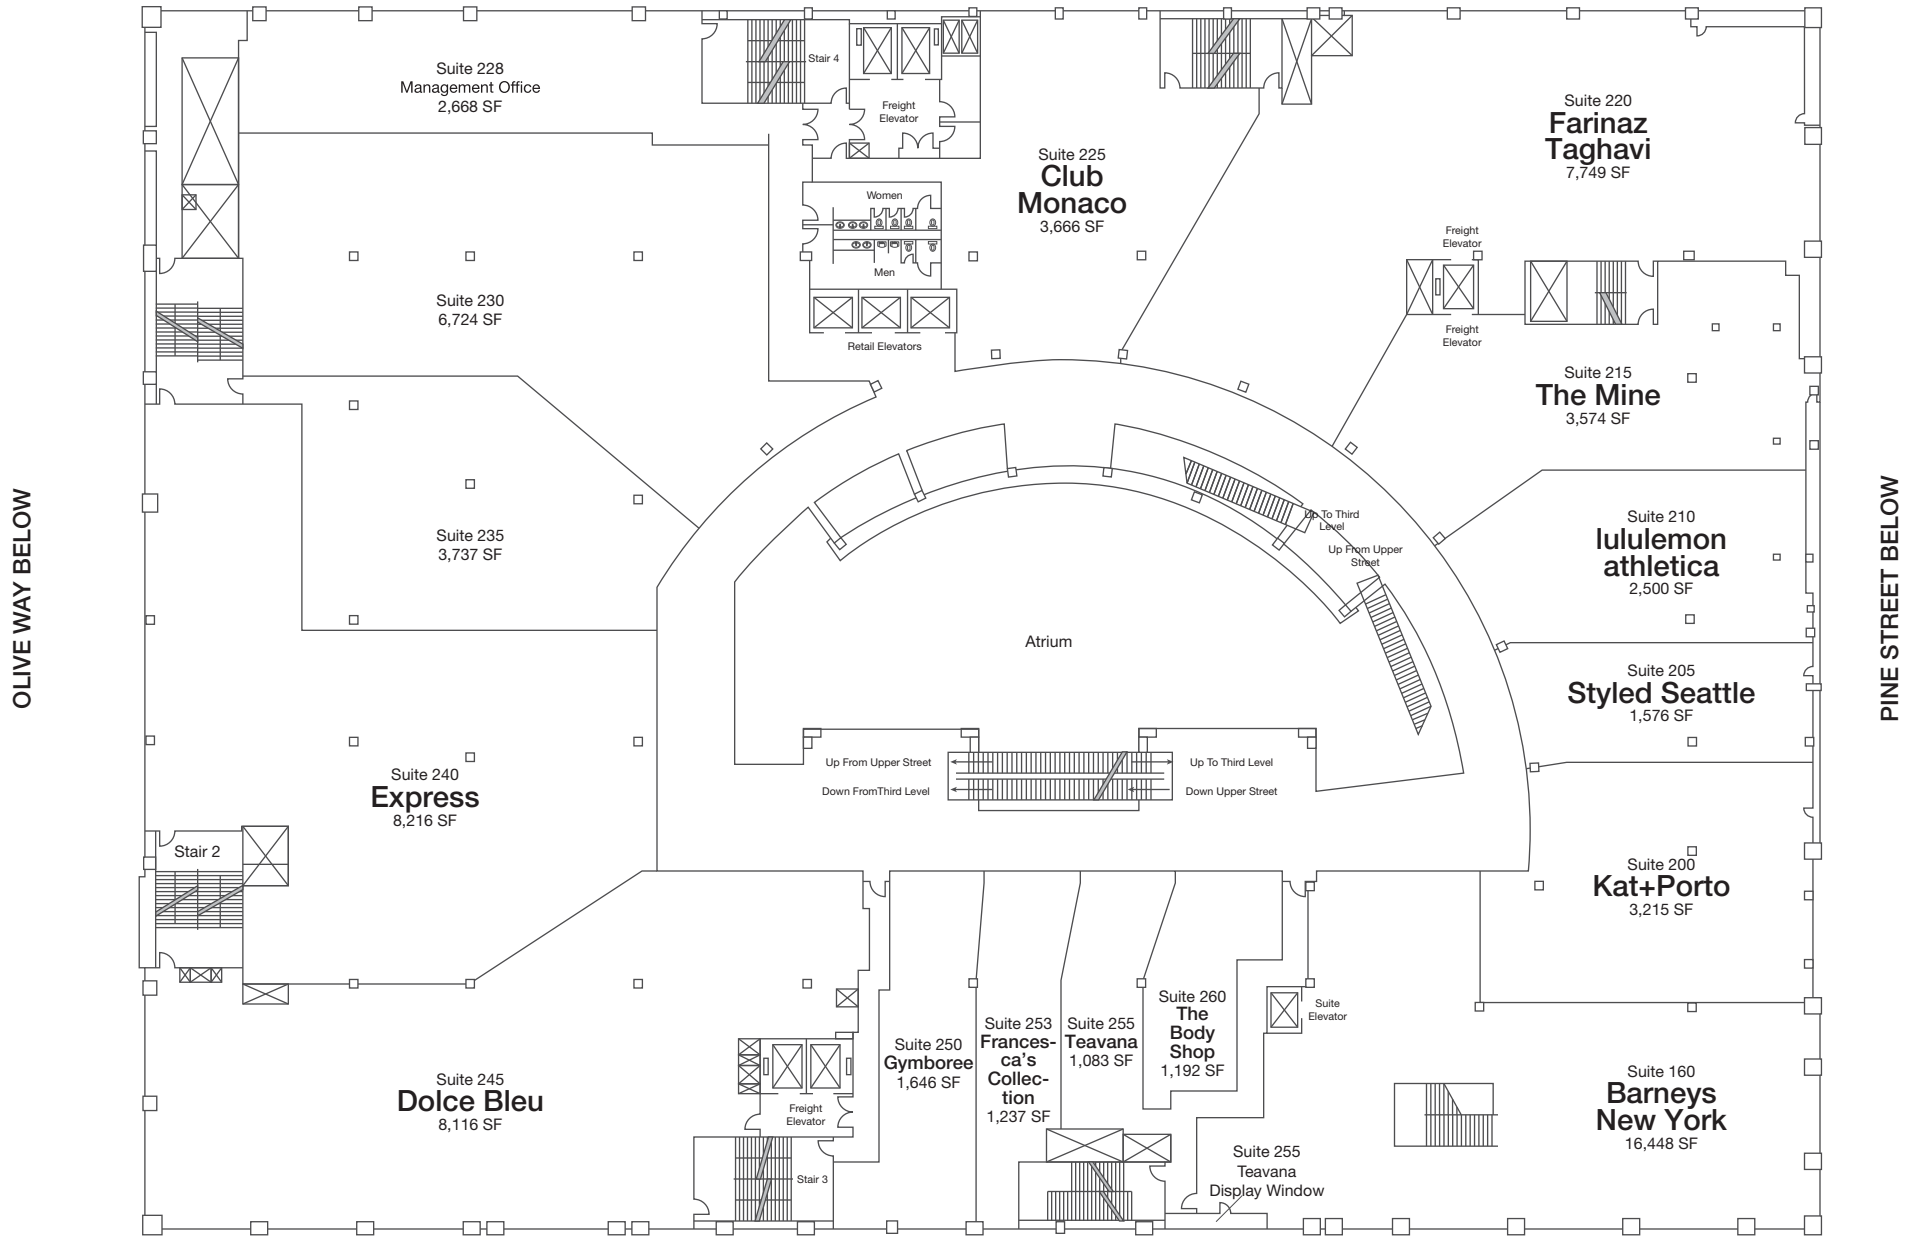 Suite 228
Management Office
2,668 SF
Stair 4
Freight
Elevator
Suite 225
Club
Monaco
3,666 SF
Suite 220
Farinaz
Taghavi
7,749 SF
Women
Men
Retail Elevators
Freight
Elevator
Freight
Elevator
Suite 230
6,724 SF
Suite 215
The Mine
3,574 SF
OLIVE WAY BELOW
PINE STREET BELOW
Suite 235
3,737 SF
Up To Third
Level
Up From Upper
Street
Suite 210
lululemon
athletica
2,500 SF
Atrium
Suite 205
Styled Seattle
1,576 SF
Suite 240
Express
8,216 SF
Up From Upper Street
Down FromThird Level
Up To Third Level
Down Upper Street
Stair 2
Suite 200
Kat+Porto
3,215 SF
Suite 245
Dolce Bleu
8,116 SF
Freight
Elevator
Stair 3
Suite 250
Gymboree
1,646 SF
Suite 253
Frances-
ca's
Collec-
tion
1,237 SF
Suite 255
Teavana
1,083 SF
Suite 260
The
Body
Shop
1,192 SF
Suite
Elevator
Suite 255
Teavana
Display Window
Suite 160
Barneys
New York
16,448 SF